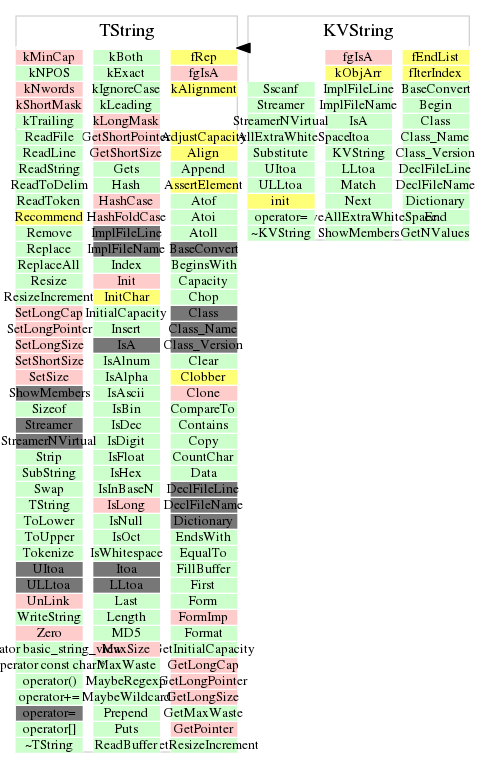 TString KVString
kMinCap kBoth fRep fgIsA fEndList
kNPOS kExact fgIsA kObjArr fIterIndex
kNwords kIgnoreCase kAlignment Sscanf ImplFileLine BaseConvert
kShortMask kLeading Streamer ImplFileName Begin
kTrailing kLongMask StreamerNVirtual IsA Class
ReadFile GetShortPointer AdjustCapacity Itoa Class_Name
ReadLine GetShortSize Align Substitute KVString Class_Version
ReadString Gets Append UItoa LLtoa DeclFileLine
ReadToDelim Hash AssertElement ULLtoa Match DeclFileName
ReadToken HashCase Atof init Next Dictionary
Recommend HashFoldCase Atoi operator= End
Remove ImplFileLine Atoll ~KVString ShowMembers GetNValues
Replace ImplFileName BaseConvert
ReplaceAll Index BeginsWith
Resize Init Capacity
ResizeIncrement InitChar Chop
SetLongCap InitialCapacity Class
SetLongPointer Insert Class_Name
SetLongSize IsA Class_Version
SetShortSize IsAlnum Clear
SetSize IsAlpha Clobber
ShowMembers IsAscii Clone
Sizeof IsBin CompareTo
Streamer IsDec Contains
StreamerNVirtual IsDigit Copy
Strip IsFloat CountChar
SubString IsHex Data
Swap IsInBaseN DeclFileLine
TString IsLong DeclFileName
ToLower IsNull Dictionary
ToUpper IsOct EndsWith
Tokenize IsWhitespace EqualTo
UItoa Itoa FillBuffer
ULLtoa LLtoa First
UnLink Last Form
WriteString Length FormImp
Zero MD5 Format
MaxSize GetInitialCapacity
MaxWaste GetLongCap
operator() MaybeRegexp GetLongPointer
operator+= MaybeWildcard GetLongSize
operator= Prepend GetMaxWaste
operator[] Puts GetPointer
~TString ReadBuffer